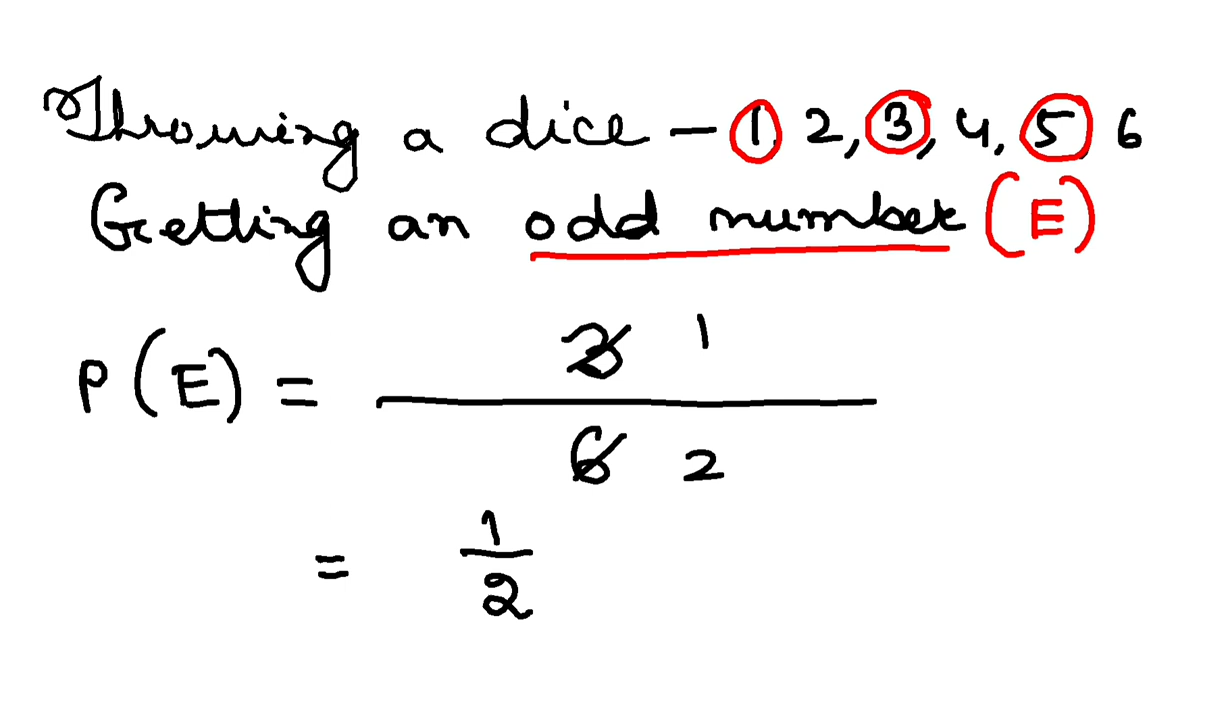 Throwing a dice - 1, 2, 3, 4, 5, 6
Getting an odd number (E)
P(E) = 3 1
6 2
= 1
2